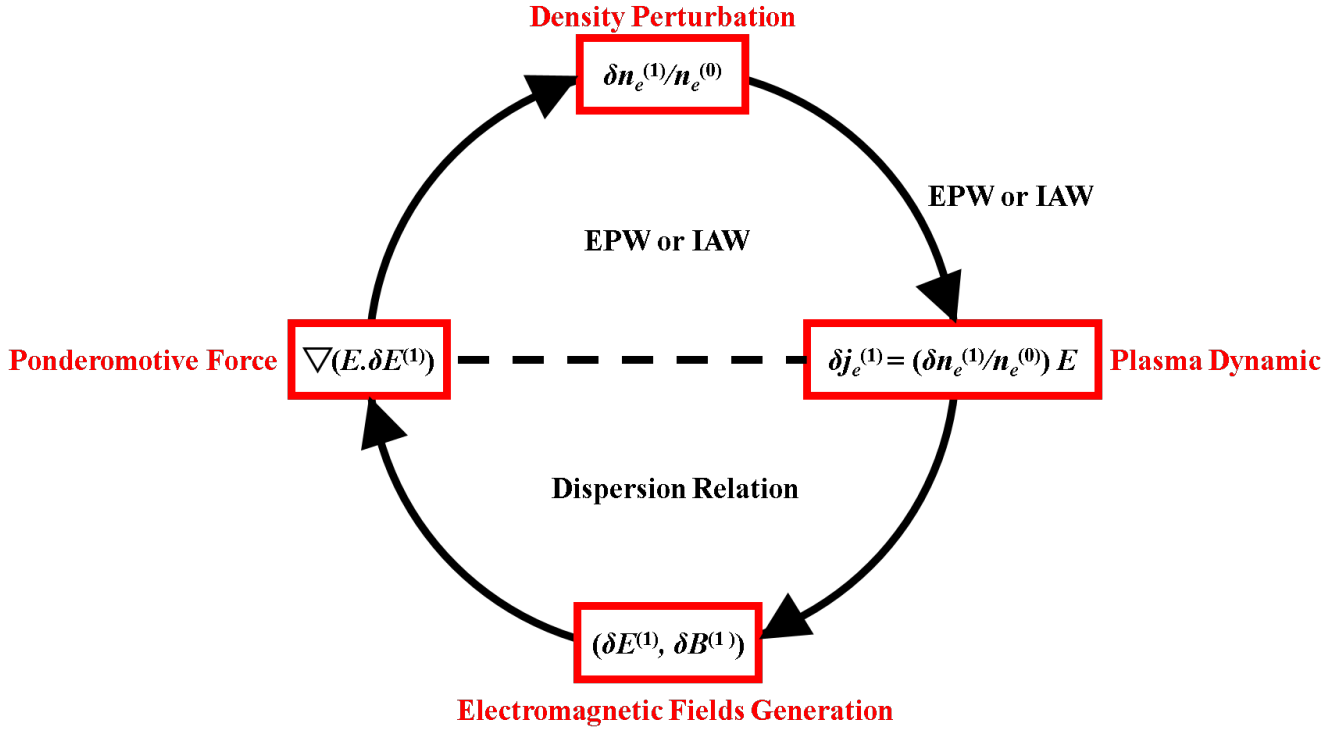 Density Perturbation
δnₑ⁽¹⁾/nₑ⁽⁰⁾
EPW or IAW
EPW or IAW
Ponderomotive Force
▽(E.δE⁽¹⁾)
δjₑ⁽¹⁾ = (δnₑ⁽¹⁾/nₑ⁽⁰⁾) E
Plasma Dynamic
Dispersion Relation
(δE⁽¹⁾, δB⁽¹ ⁾)
Electromagnetic Fields Generation